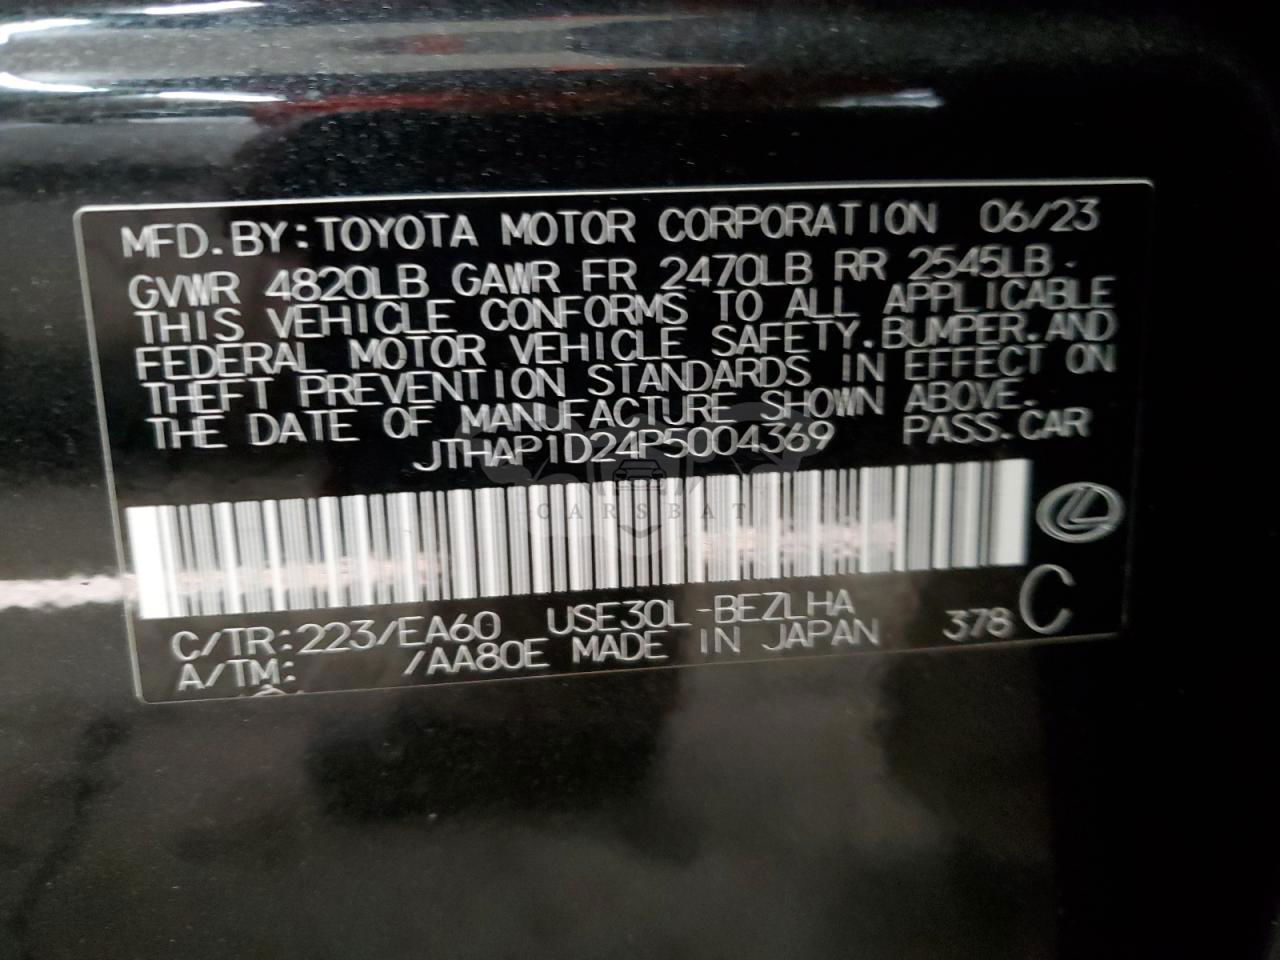 MFD.BY:TOYOTA MOTOR CORPORATION 06/23
GVWR 4820LB GAWR FR 2470LB RR 2545LB
THIS VEHICLE CONFORMS TO ALL APPLICABLE
FEDERAL MOTOR VEHICLE SAFETY.BUMPER.AND
THEFT PREVENTION STANDARDS IN EFFECT ON
THE DATE OF MANUFACTURE SHOWN ABOVE.
JTHAP1D24P5004369 PASS.CAR
CARSBAT
C/TR:223/EA60 USE30L-BEZLHA 378 C
A/TM: /AA80E MADE IN JAPAN